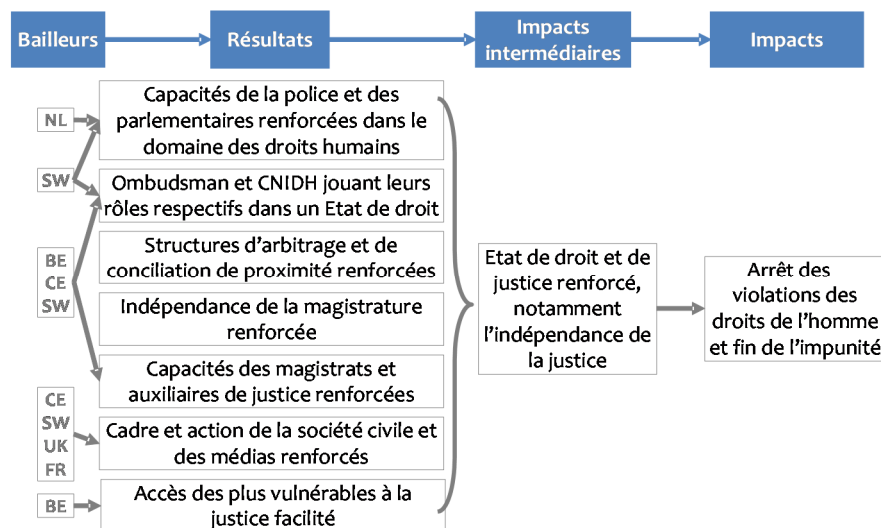 Bailleurs
Résultats
Impacts
intermédiaires
Impacts
NL
SW
BE
CE
SW
CE
SW
UK
FR
BE
Capacités de la police et des
parlementaires renforcées dans le
domaine des droits humains
Ombudsman et CNIDH jouant leurs
rôles respectifs dans un Etat de droit
Structures d'arbitrage et de
conciliation de proximité renforcées
Indépendance de la magistrature
renforcée
Capacités des magistrats et
auxiliaires de justice renforcées
Cadre et action de la société civile et
des médias renforcés
Accès des plus vulnérables à la
justice facilité
Etat de droit et de
justice renforcé,
notamment
l'indépendance de
la justice
Arrêt des
violations des
droits de l'homme
et fin de l'impunité